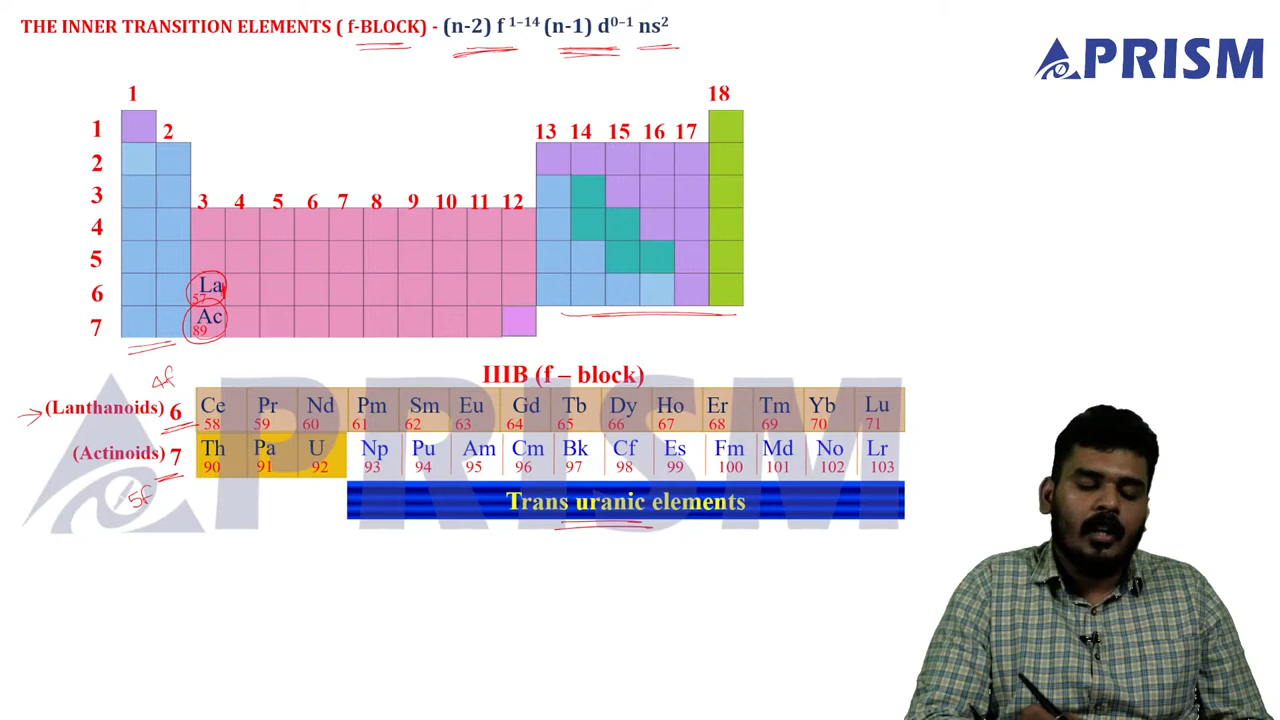 THE INNER TRANSITION ELEMENTS ( f-BLOCK) - (n-2) f ¹⁻¹⁴ (n-1) d⁰⁻¹ ns²
PRISM
1 18
1 2 13 14 15 16 17
2
3
3 4 5 6 7 8 9 10 11 12
4
5
6 La 57
7 Ac 89
4f
IIIB (f – block)
(Lanthanoids) 6 Ce Pr Nd Pm Sm Eu Gd Tb Dy Ho Er Tm Yb Lu
58 59 60 61 62 63 64 65 66 67 68 69 70 71
(Actinoids) 7 Th Pa U Np Pu Am Cm Bk Cf Es Fm Md No Lr
90 91 92 93 94 95 96 97 98 99 100 101 102 103
5f
Trans uranic elements
PRISM